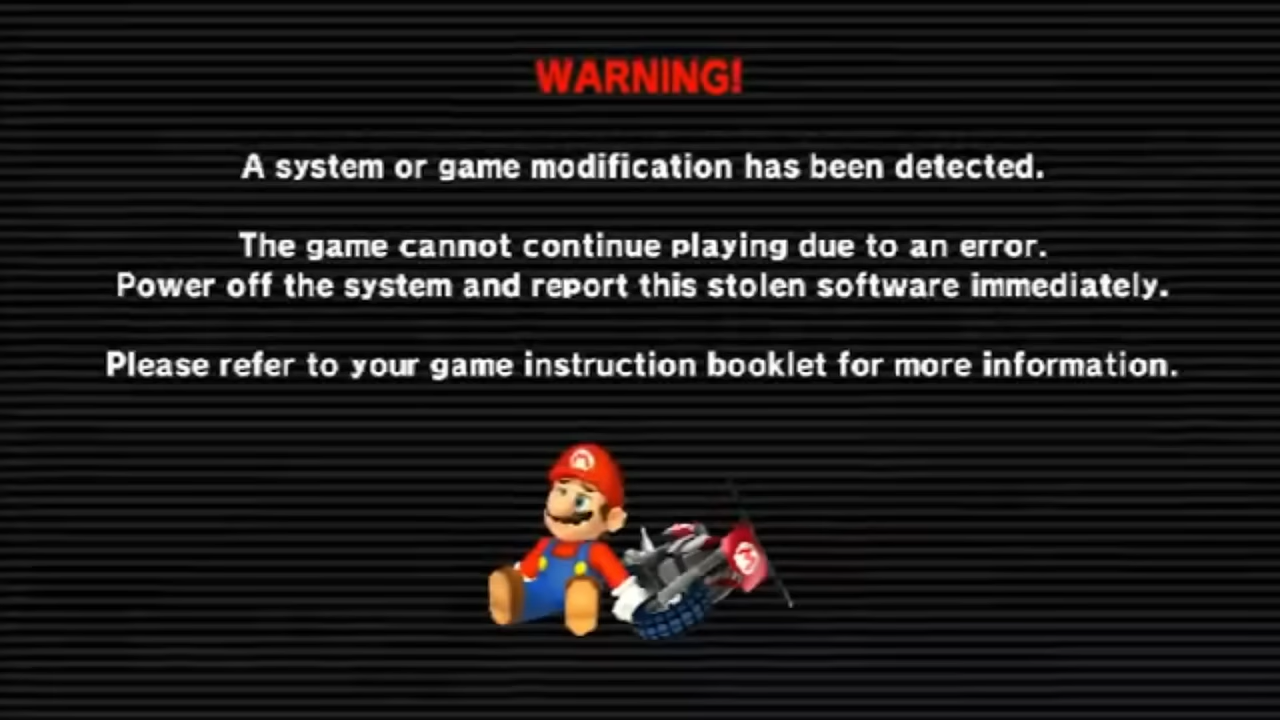 WARNING!
A system or game modification has been detected.
The game cannot continue playing due to an error.
Power off the system and report this stolen software immediately.
Please refer to your game instruction booklet for more information.
M
M